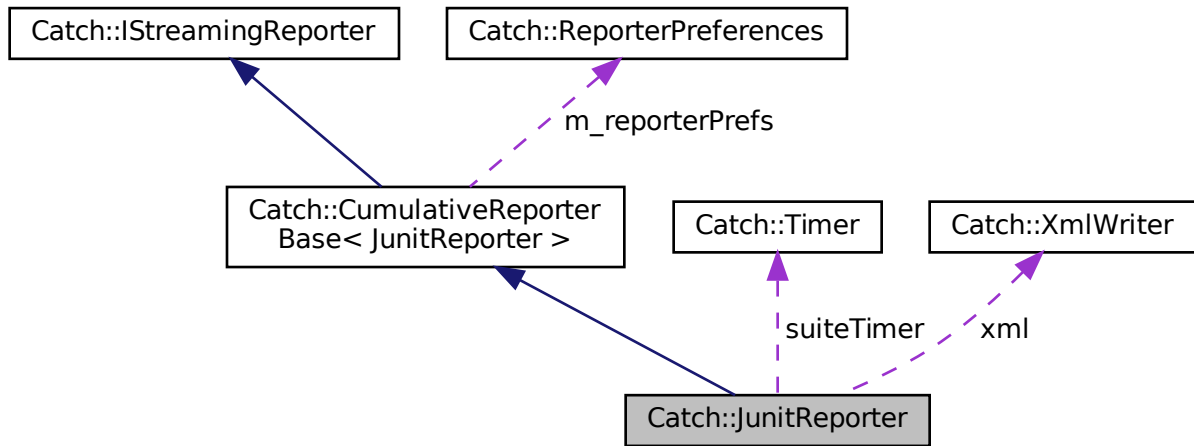 Catch::IStreamingReporter
Catch::ReporterPreferences
m_reporterPrefs
Catch::CumulativeReporter
Base< JunitReporter >
Catch::Timer
Catch::XmlWriter
suiteTimer
xml
Catch::JunitReporter